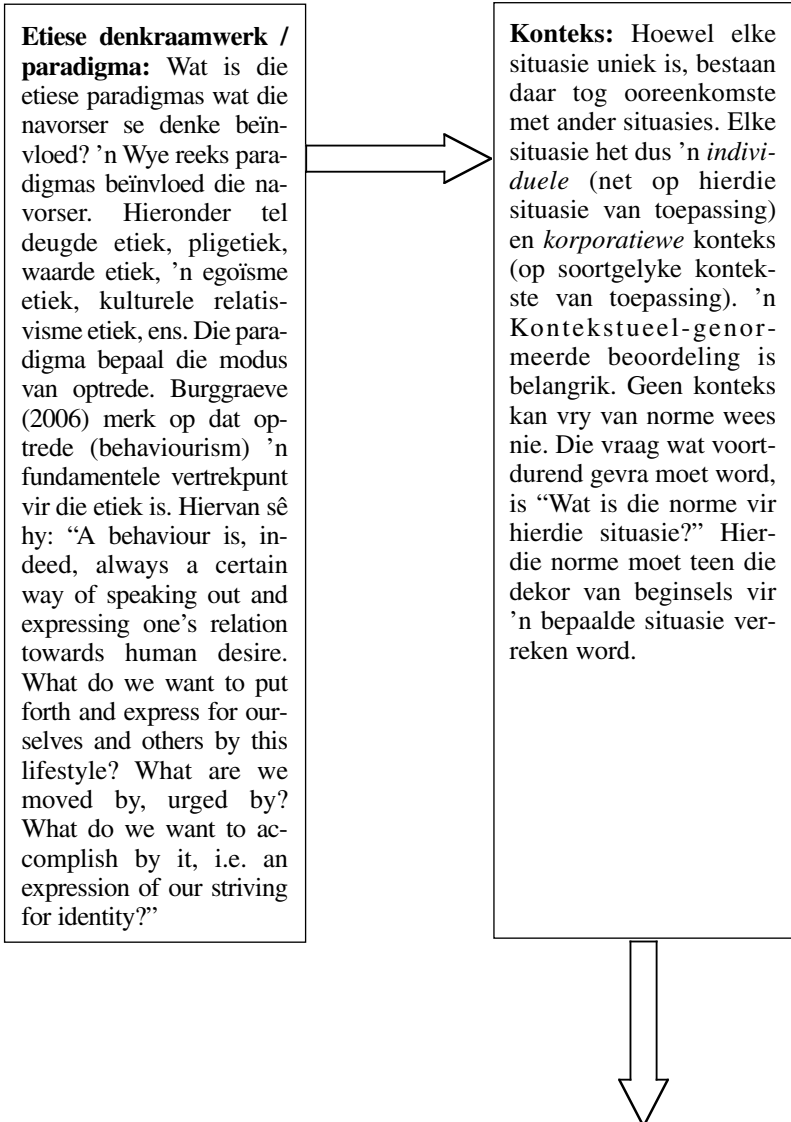 Etiese denkraamwerk /
paradigma: Wat is die
etiese paradigmas wat die
navorser se denke beïn-
vloed? ’n Wye reeks para-
digmas beïnvloed die na-
vorser. Hieronder tel
deugde etiek, pligetiek,
waarde etiek, ’n egoïsme
etiek, kulturele relatis-
visme etiek, ens. Die para-
digma bepaal die modus
van optrede. Burggraeve
(2006) merk op dat op-
trede (behaviourism) ’n
fundamentele vertrekpunt
vir die etiek is. Hiervan sê
hy: “A behaviour is, in-
deed, always a certain
way of speaking out and
expressing one’s relation
towards human desire.
What do we want to put
forth and express for our-
selves and others by this
lifestyle? What are we
moved by, urged by?
What do we want to ac-
complish by it, i.e. an
expression of our striving
for identity?”
Konteks: Hoewel elke
situasie uniek is, bestaan
daar tog ooreenkomste
met ander situasies. Elke
situasie het dus ’n indivi-
duele (net op hierdie
situasie van toepassing)
en korporatiewe konteks
(op soortgelyke kontek-
ste van toepassing). ’n
Kontekstueel-genor-
meerde beoordeling is
belangrik. Geen konteks
kan vry van norme wees
nie. Die vraag wat voort-
durend gevra moet word,
is “Wat is die norme vir
hierdie situasie?” Hier-
die norme moet teen die
dekor van beginsels vir
’n bepaalde situasie ver-
reken word.